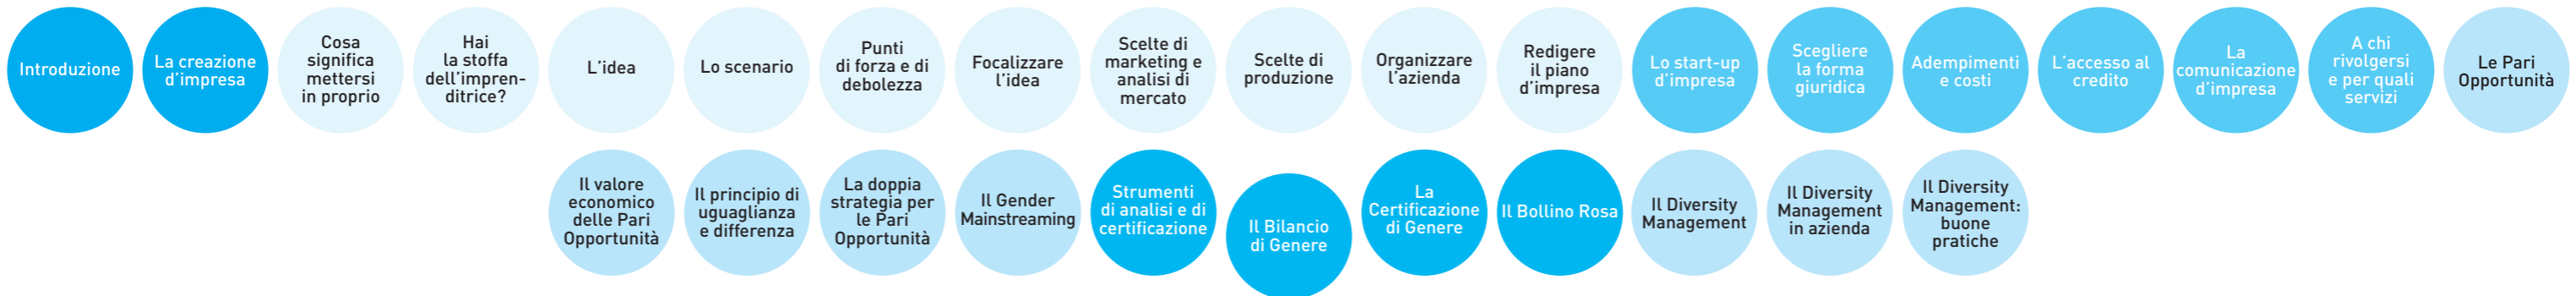 Introduzione
La creazione
d'impresa
Cosa
significa
mettersi
in proprio
Hai
la stoffa
dell'impren-
ditrice?
L'idea
Lo scenario
Punti
di forza e di
debolezza
Focalizzare
l'idea
Scelte di
marketing e
analisi di
mercato
Scelte di
produzione
Organizzare
l'azienda
Redigere
il piano
d'impresa
Lo start-up
d'impresa
Scegliere
la forma
giuridica
Adempimenti
e costi
L'accesso al
credito
La
comunicazione
d'impresa
A chi
rivolgersi
e per quali
servizi
Le Pari
Opportunità
Il valore
economico
delle Pari
Opportunità
Il principio di
uguaglianza
e differenza
La doppia
strategia per
le Pari
Opportunità
Il Gender
Mainstreaming
Strumenti
di analisi e di
certificazione
Il Bilancio
di Genere
La
Certificazione
di Genere
Il Bollino Rosa
Il Diversity
Management
Il Diversity
Management
in azienda
Il Diversity
Management:
buone
pratiche